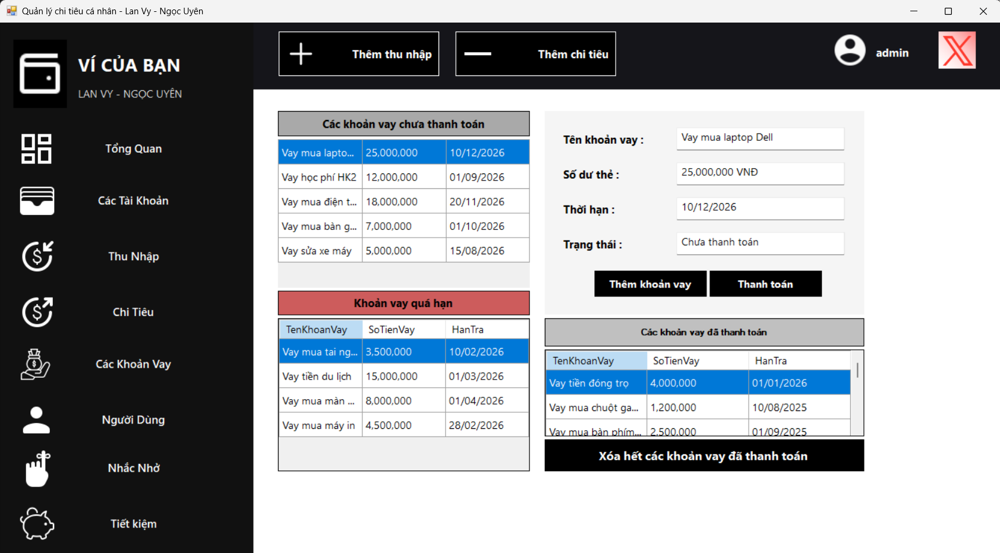 Quản lý chi tiêu cá nhân - Lan Vy - Ngọc Uyên
VÍ CỦA BẠN
LAN VY - NGỌC UYÊN
Tổng Quan
Các Tài Khoản
Thu Nhập
Chi Tiêu
Các Khoản Vay
Người Dùng
Nhắc Nhở
Tiết kiệm
Thêm thu nhập
Thêm chi tiêu
admin
Các khoản vay chưa thanh toán
Vay mua lapto... 25,000,000 10/12/2026
Vay học phí HK2 12,000,000 01/09/2026
Vay mua điện t... 18,000,000 20/11/2026
Vay mua bàn g... 7,000,000 01/10/2026
Vay sửa xe máy 5,000,000 15/08/2026
Khoản vay quá hạn
TenKhoanVay SoTienVay HanTra
Vay mua tai ng... 3,500,000 10/02/2026
Vay tiền du lịch 15,000,000 01/03/2026
Vay mua màn ... 8,000,000 01/04/2026
Vay mua máy in 4,500,000 28/02/2026
Tên khoản vay : Vay mua laptop Dell
Số dư thẻ : 25,000,000 VNĐ
Thời hạn : 10/12/2026
Trạng thái : Chưa thanh toán
Thêm khoản vay Thanh toán
Các khoản vay đã thanh toán
TenKhoanVay SoTienVay HanTra
Vay tiền đóng trọ 4,000,000 01/01/2026
Vay mua chuột ga... 1,200,000 10/08/2025
Vay mua bàn phím... 2,500,000 01/09/2025
Xóa hết các khoản vay đã thanh toán